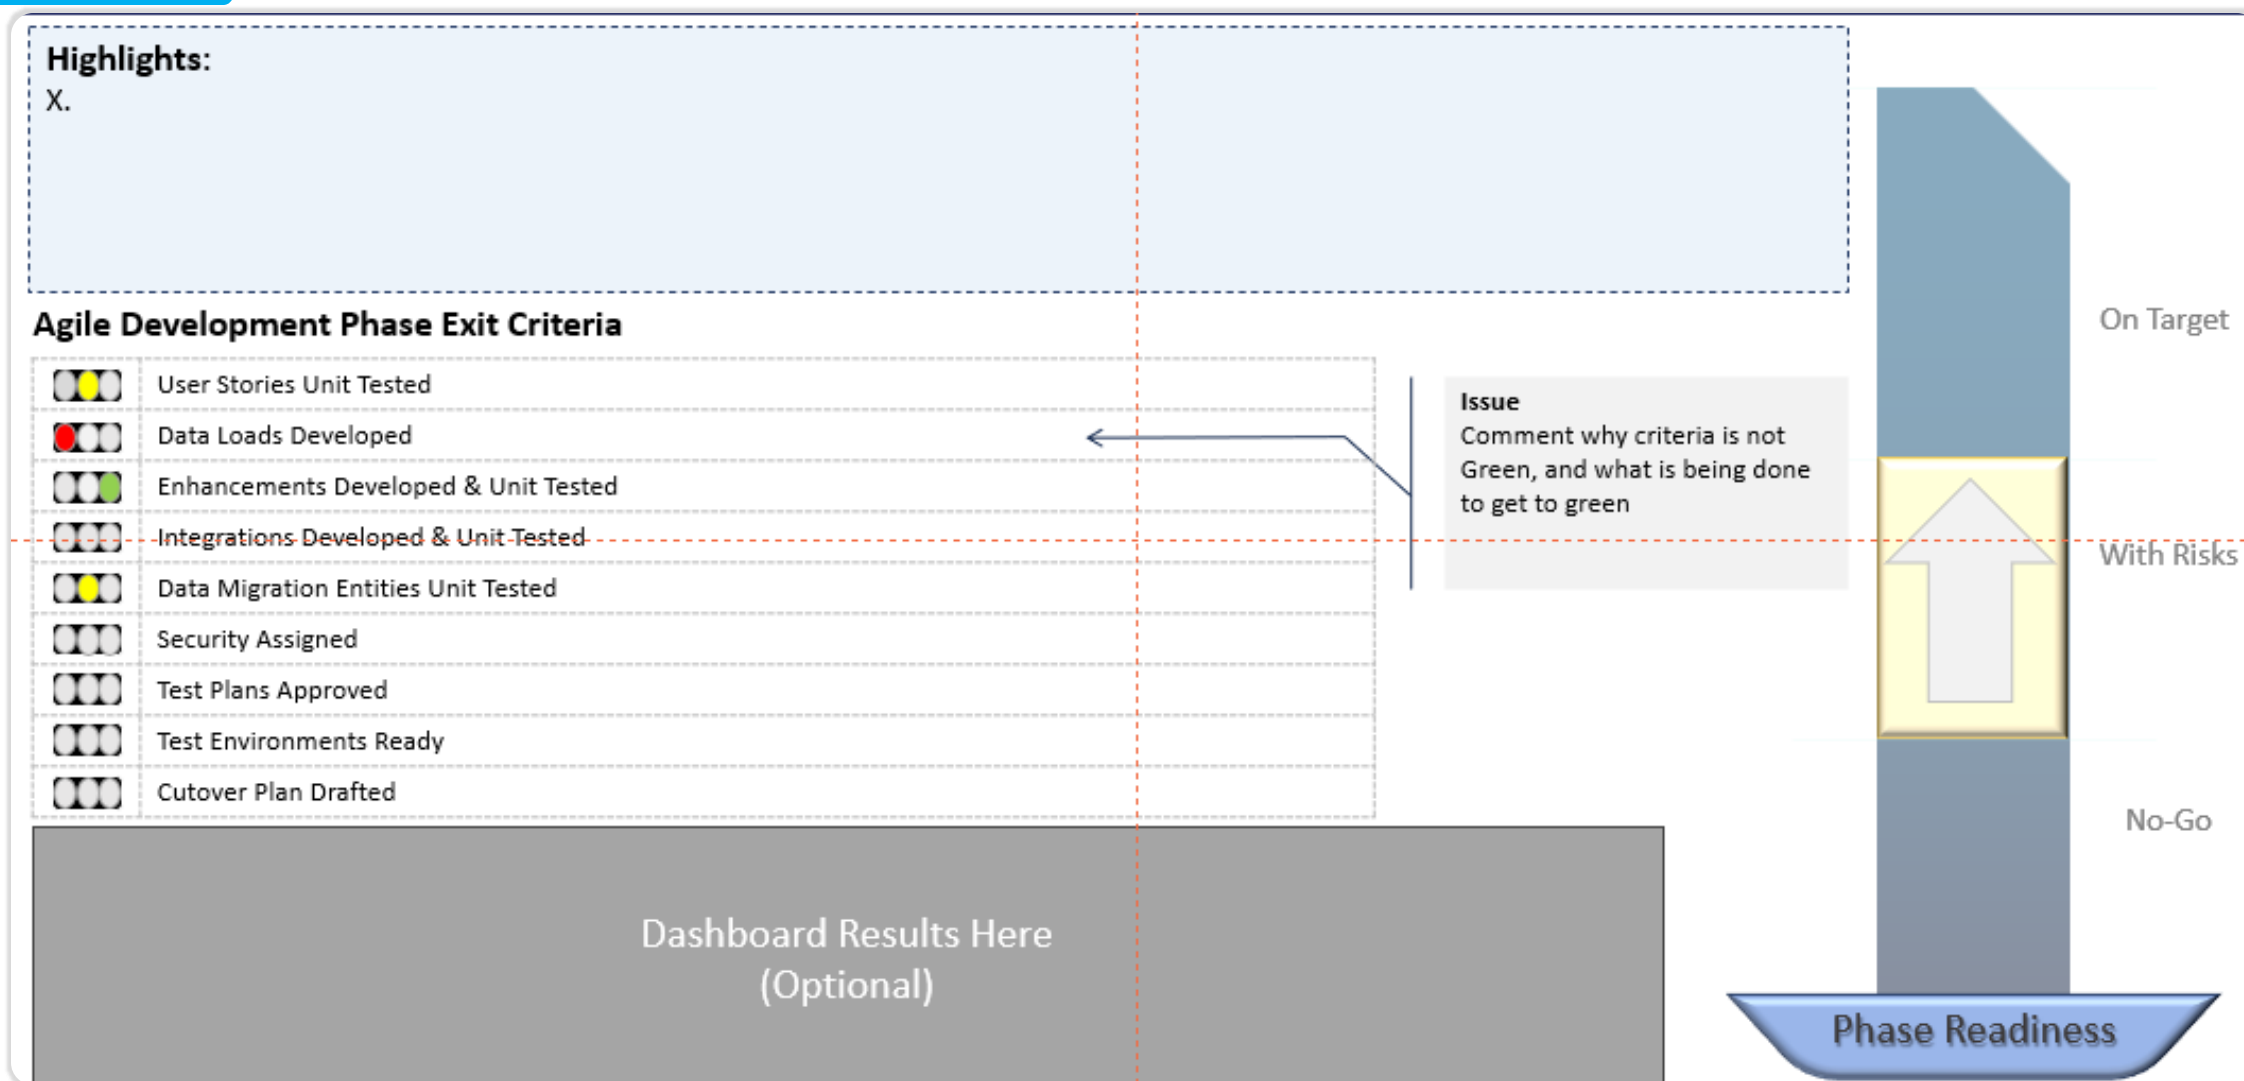 Highlights:
X.
Agile Development Phase Exit Criteria
User Stories Unit Tested
Data Loads Developed
Enhancements Developed & Unit Tested
Integrations Developed & Unit Tested
Data Migration Entities Unit Tested
Security Assigned
Test Plans Approved
Test Environments Ready
Cutover Plan Drafted
Issue
Comment why criteria is not
Green, and what is being done
to get to green
Dashboard Results Here
(Optional)
On Target
With Risks
No-Go
Phase Readiness